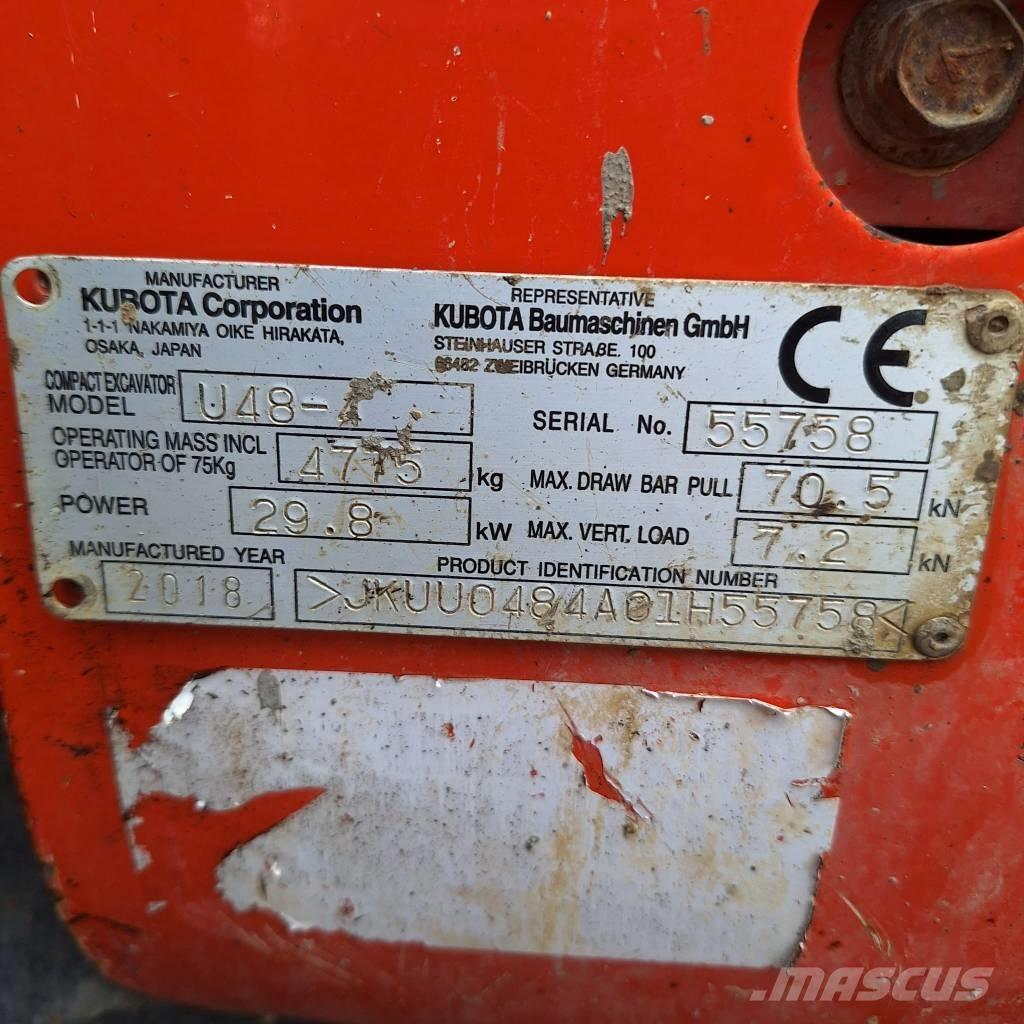 MANUFACTURER
KUBOTA Corporation
1-1-1 NAKAMIYA OIKE HIRAKATA,
OSAKA, JAPAN
REPRESENTATIVE
KUBOTA Baumaschinen GmbH
STEINHAUSER STRAßE. 100
66482 ZWEIBRÜCKEN GERMANY
CE
COMPACT EXCAVATOR
MODEL U48-
SERIAL No. 55758
OPERATING MASS INCL
OPERATOR OF 75Kg 4775 kg
MAX. DRAW BAR PULL 70.5 kN
POWER 29.8 kW
MAX. VERT. LOAD 7.2 kN
MANUFACTURED YEAR
2018
PRODUCT IDENTIFICATION NUMBER
>JKUU0484A01H55758<
MASCUS